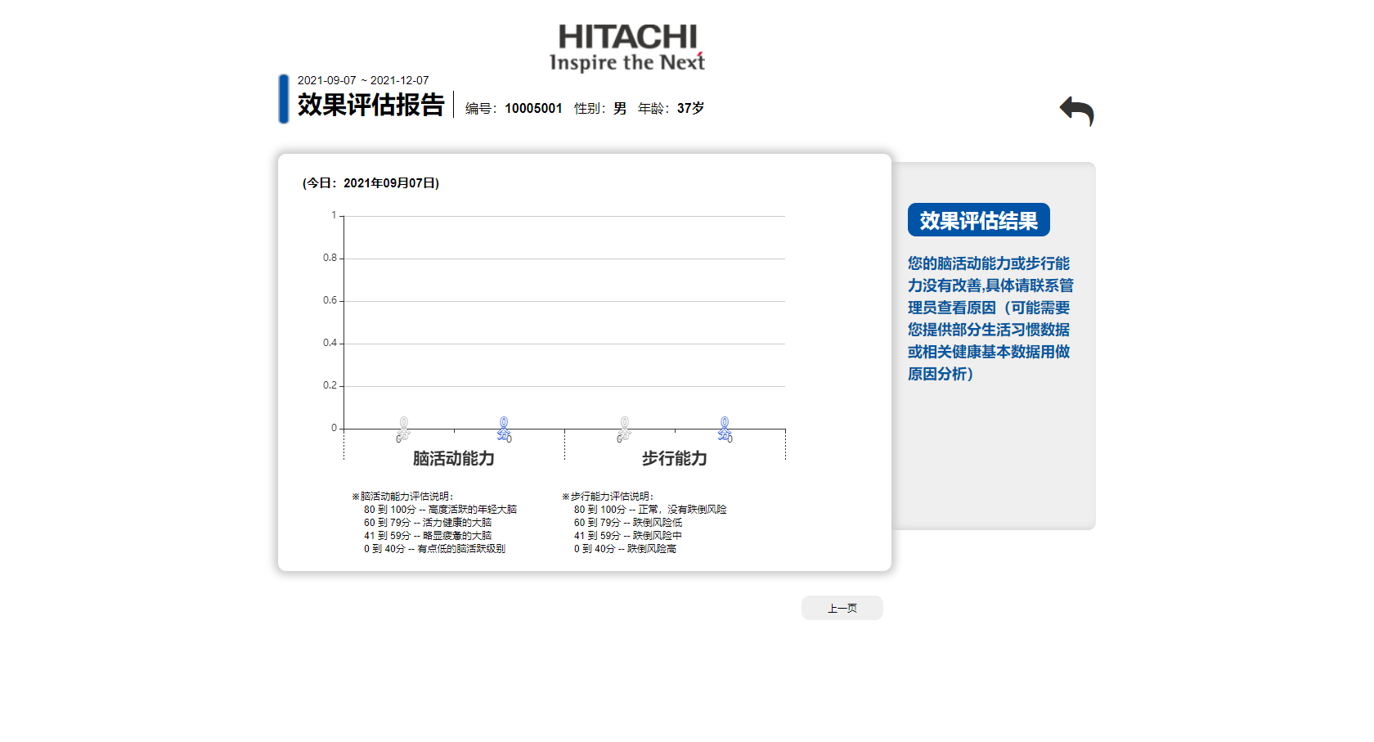 HITACHI
Inspire the Next
2021-09-07 ~ 2021-12-07
效果评估报告 编号：10005001 性别：男 年龄：37岁
(今日：2021年09月07日)
1
0.8
0.6
0.4
0.2
0
0 0 0 0
脑活动能力 步行能力
※脑活动能力评估说明：
80 到 100分 -- 高度活跃的年轻大脑
60 到 79分 -- 活力健康的大脑
41 到 59分 -- 略显疲惫的大脑
0 到 40分 -- 有点低的脑活跃级别
※步行能力评估说明：
80 到 100分 -- 正常，没有跌倒风险
60 到 79分 -- 跌倒风险低
41 到 59分 -- 跌倒风险中
0 到 40分 -- 跌倒风险高
效果评估结果
您的脑活动能力或步行能
力没有改善,具体请联系管
理员查看原因（可能需要
您提供部分生活习惯数据
或相关健康基本数据用做
原因分析）
上一页